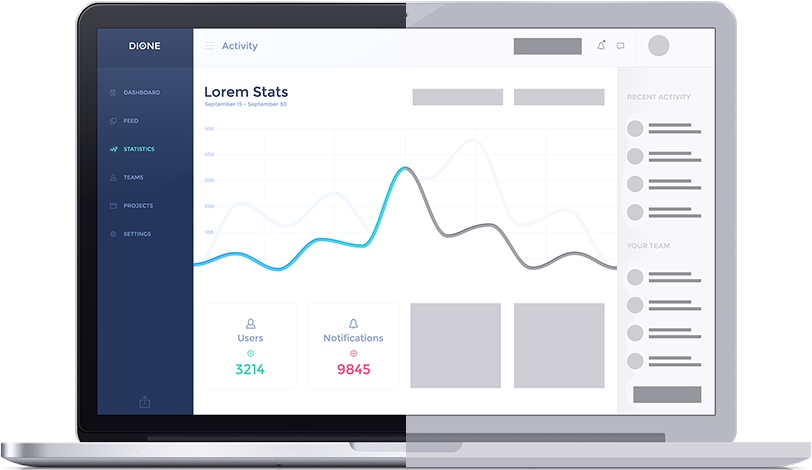 DIONE
Activity
DASHBOARD
FEED
STATISTICS
TEAMS
PROJECTS
SETTINGS
Lorem Stats
September 15 - September 30
500
400
300
200
100
Users
3214
Notifications
9845
RECENT ACTIVITY
YOUR TEAM